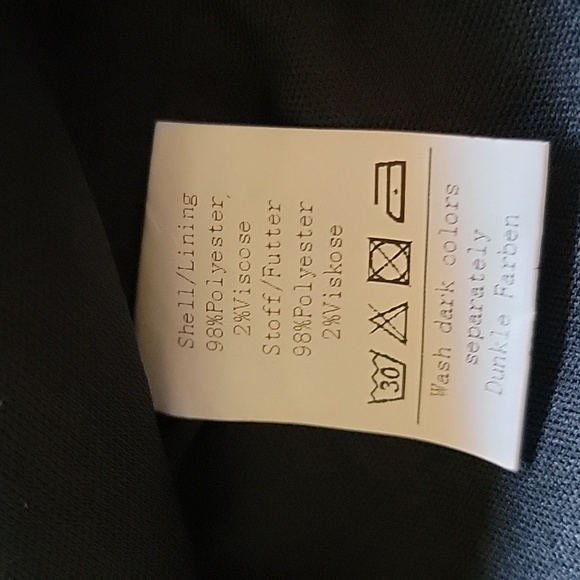 Shell/Lining
98%Polyester,
2%Viscose
Stoff/Futter
98%Polyester
2%Viskose
30
Wash dark colors
separately
Dunkle Farben